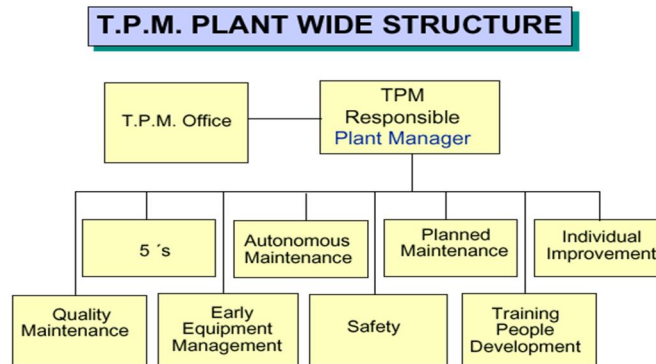 T.P.M. PLANT WIDE STRUCTURE
T.P.M. Office
TPM
Responsible
Plant Manager
5 ´s
Autonomous
Maintenance
Planned
Maintenance
Individual
Improvement
Quality
Maintenance
Early
Equipment
Management
Safety
Training
People
Development